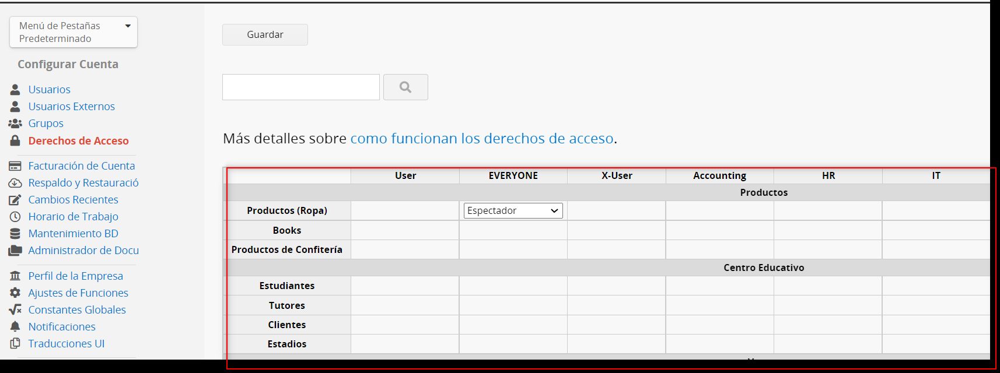 Menú de Pestañas
Predeterminado
Configurar Cuenta
Usuarios
Usuarios Externos
Grupos
Derechos de Acceso
Facturación de Cuenta
Respaldo y Restauració
Cambios Recientes
Horario de Trabajo
Mantenimiento BD
Administrador de Docu
Perfil de la Empresa
Ajustes de Funciones
Constantes Globales
Notificaciones
Traducciones UI
Guardar
Más detalles sobre como funcionan los derechos de acceso.
User EVERYONE X-User Accounting HR IT
Productos
Productos (Ropa) Espectador
Books
Productos de Confitería
Centro Educativo
Estudiantes
Tutores
Clientes
Estadios